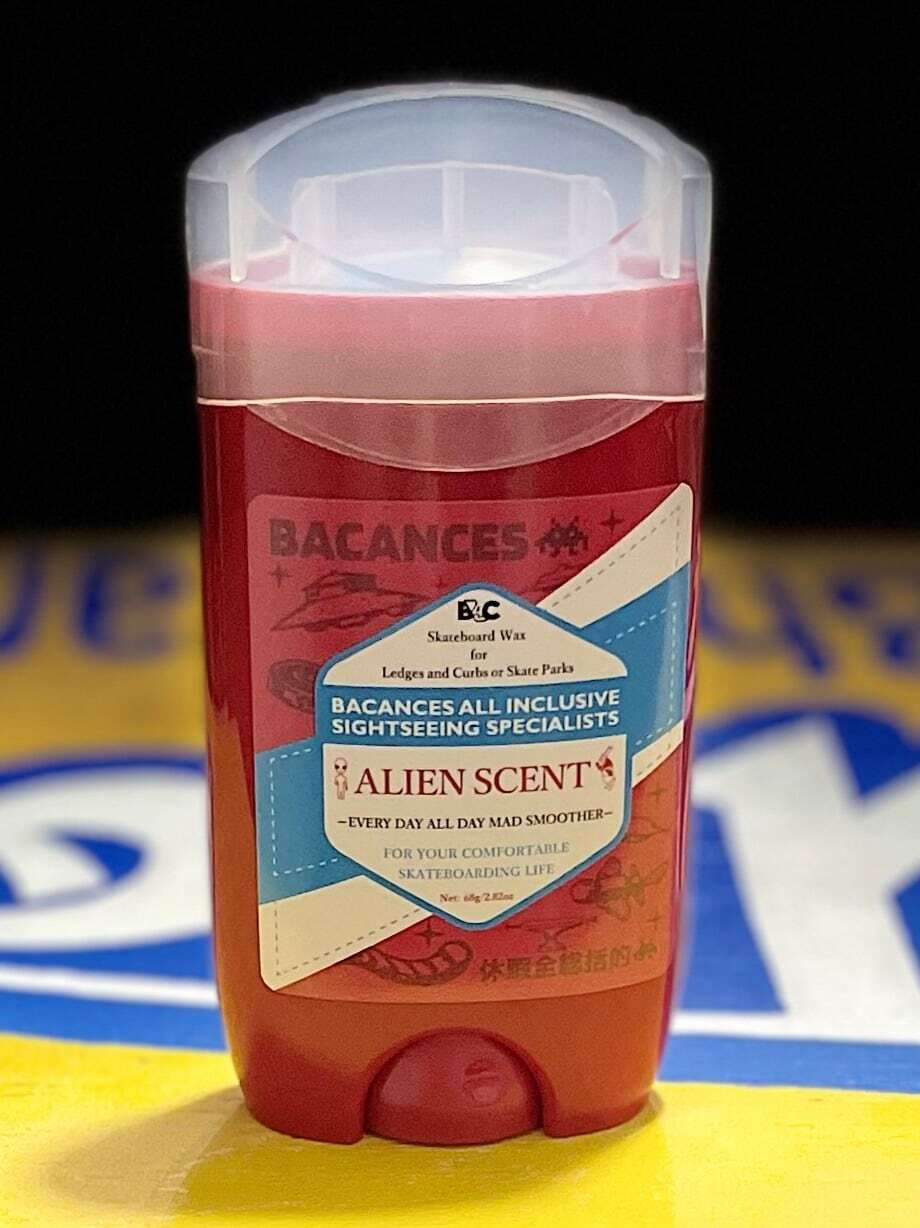 BACANCES
B&C
Skateboard Wax
for
Ledges and Curbs or Skate Parks
BACANCES ALL INCLUSIVE
SIGHTSEEING SPECIALISTS
ALIEN SCENT
-EVERY DAY ALL DAY MAD SMOOTHER-
FOR YOUR COMFORTABLE
SKATEBOARDING LIFE
Net: 68g/2.82oz
休暇全総括的